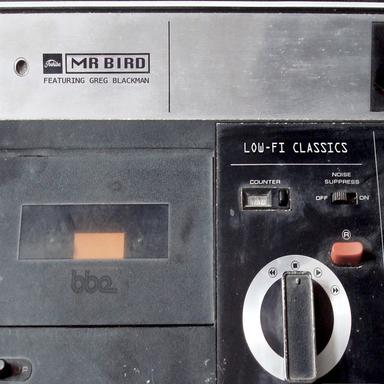 MR BIRD
FEATURING GREG BLACKMAN
LOW-FI CLASSICS
COUNTER
NOISE
SUPPRESS
OFF ON
R
bbe